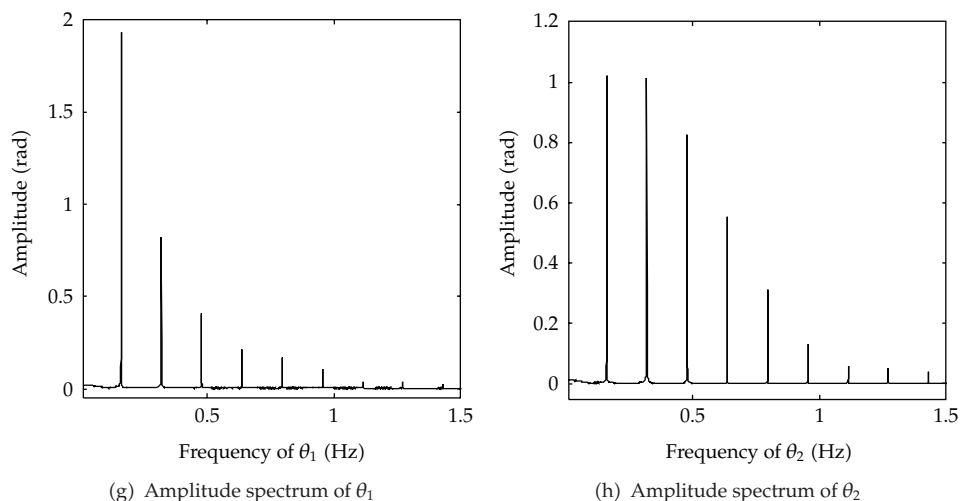 2
1.5
1
0.5
0
Amplitude (rad)
0.5 1 1.5
Frequency of θ₁ (Hz)
(g) Amplitude spectrum of θ₁
1.2
1
0.8
0.6
0.4
0.2
0
Amplitude (rad)
0.5 1 1.5
Frequency of θ₂ (Hz)
(h) Amplitude spectrum of θ₂